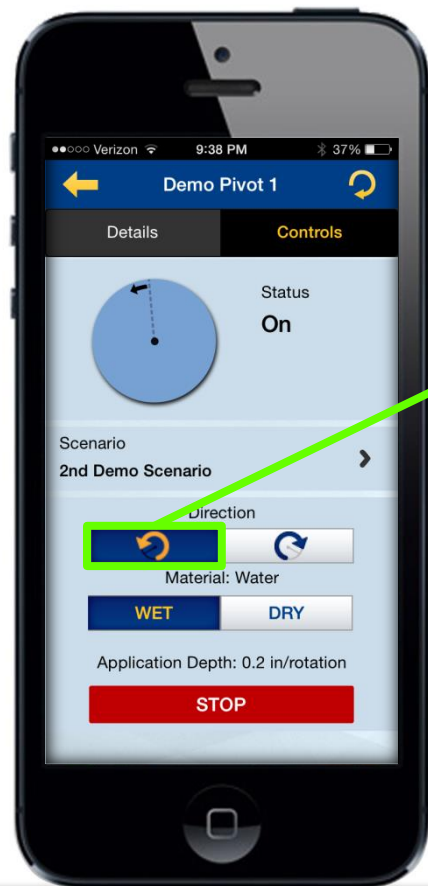 Verizon 9:38 PM 37%
Demo Pivot 1
Details Controls
Status
On
Scenario
2nd Demo Scenario
Direction
Material: Water
WET DRY
Application Depth: 0.2 in/rotation
STOP